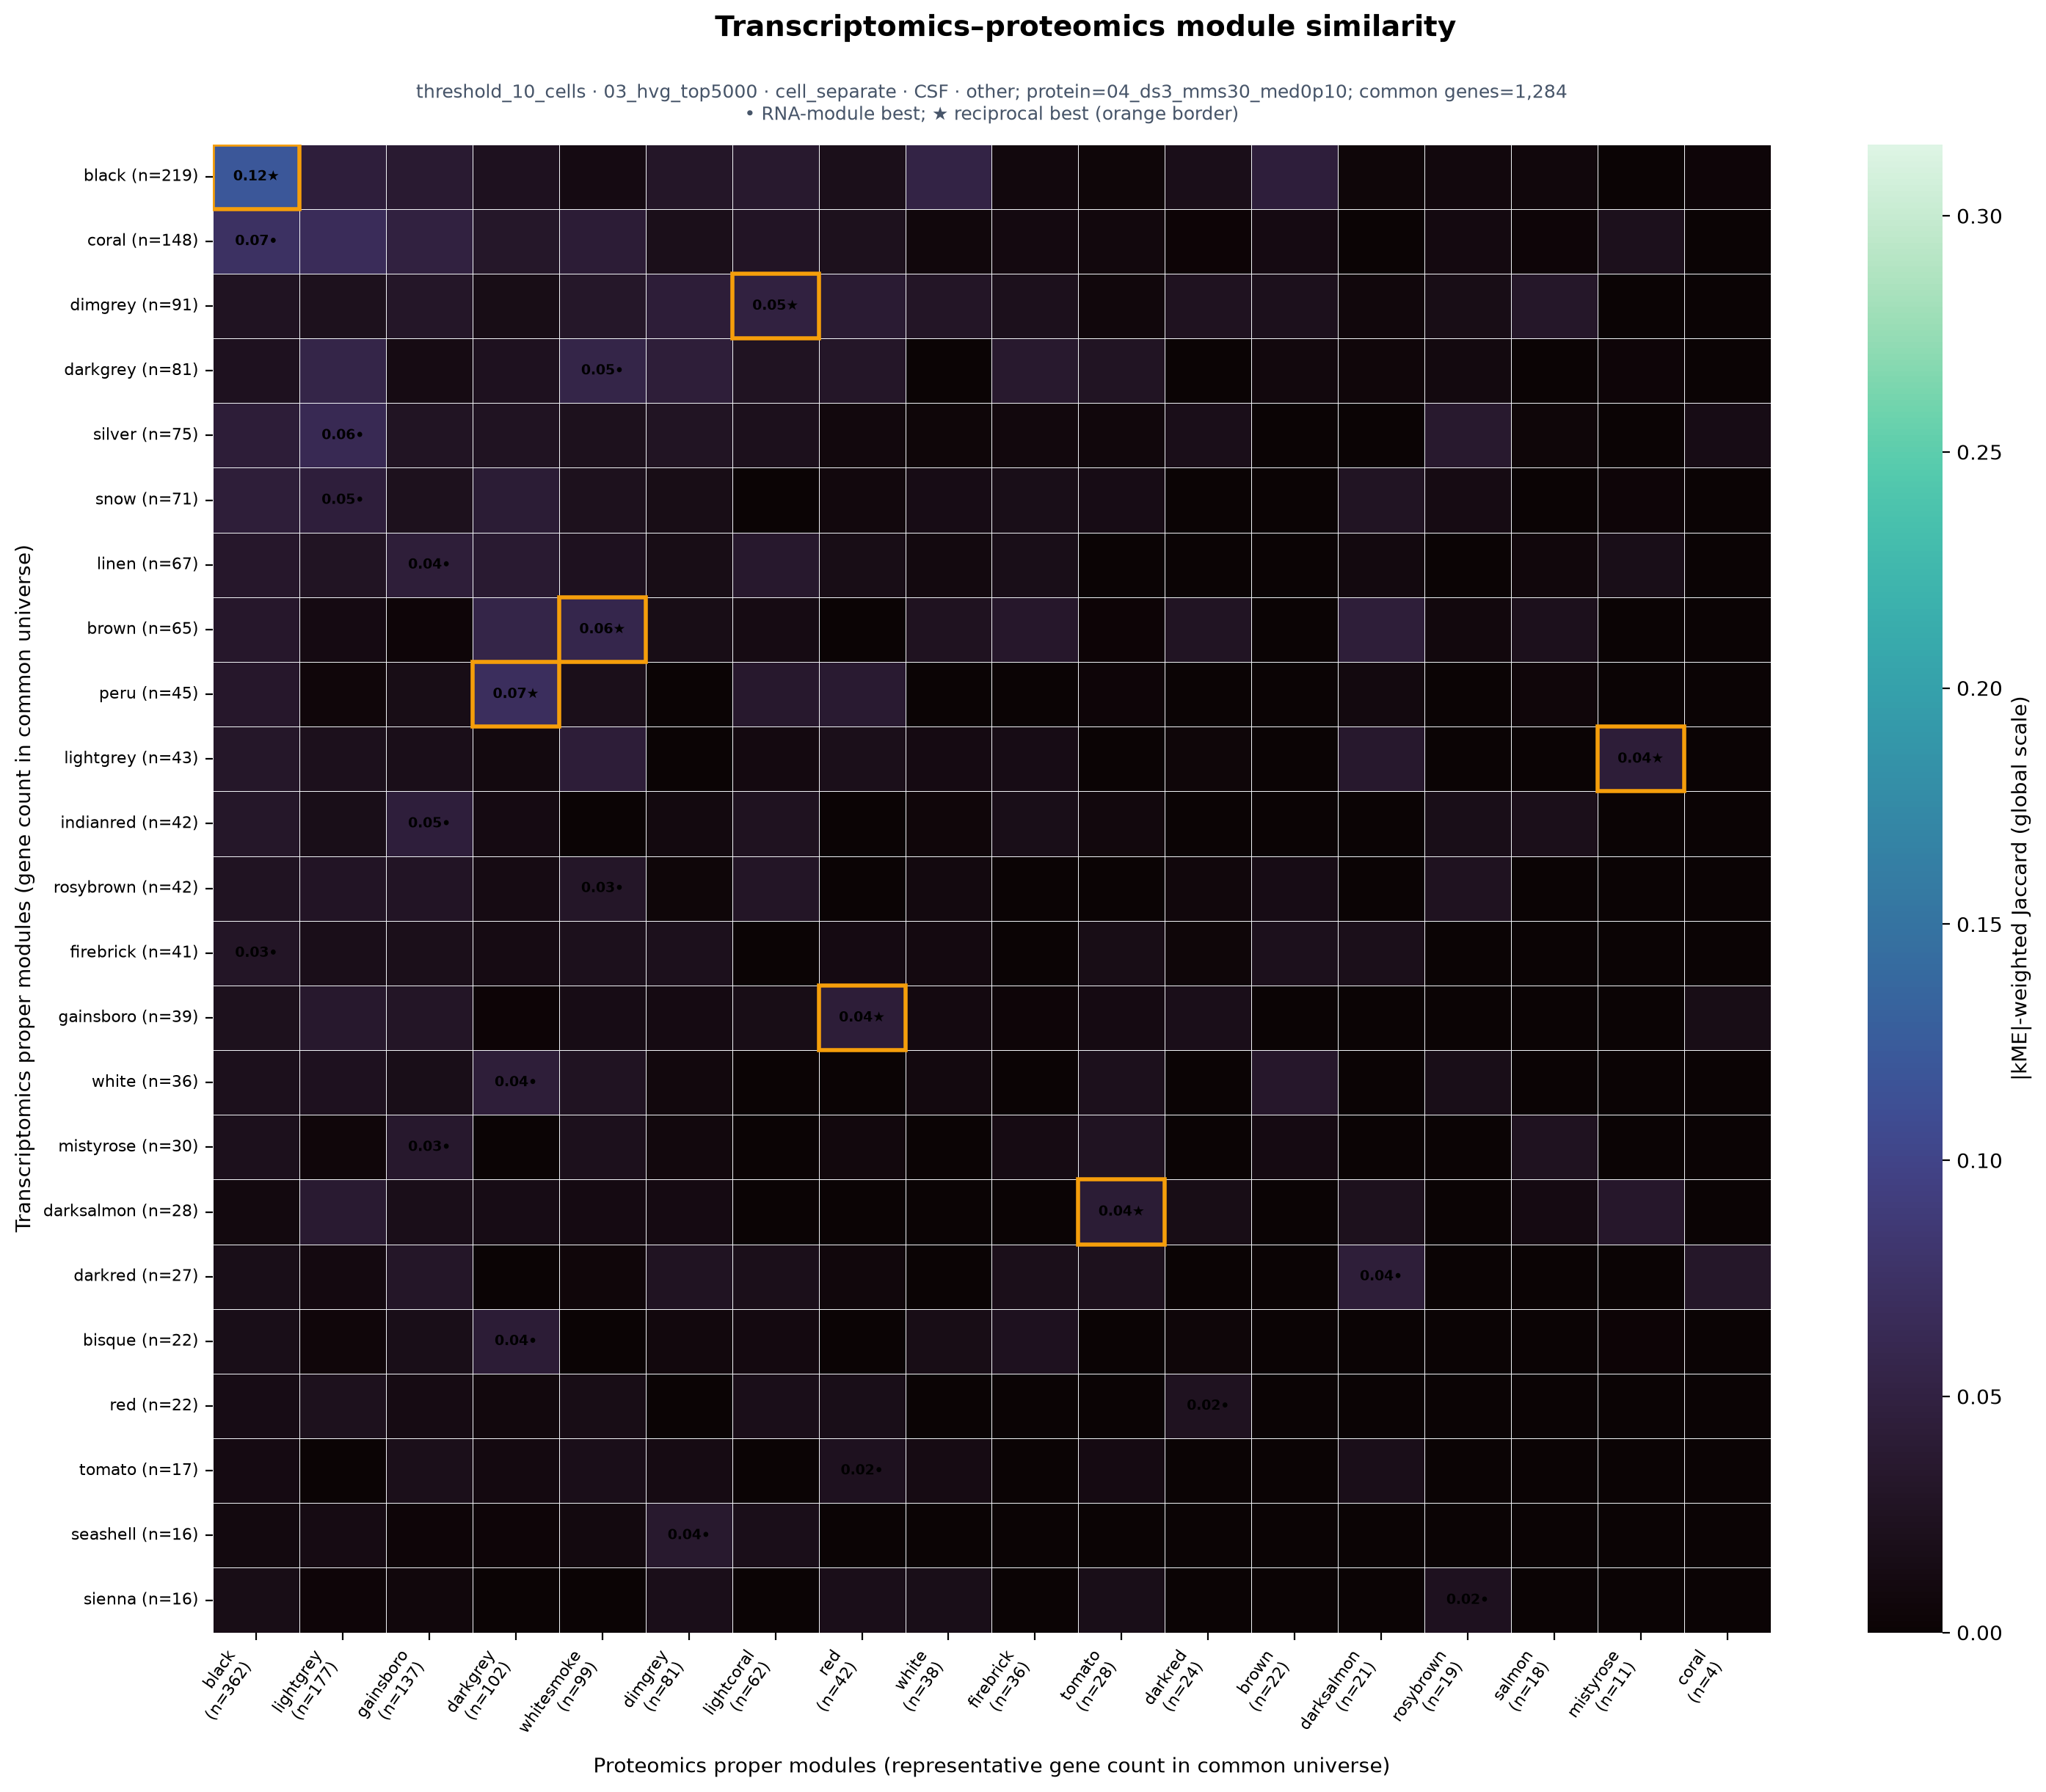 Transcriptomics–proteomics module similarity
threshold_10_cells · 03_hvg_top5000 · cell_separate · CSF · other; protein=04_ds3_mms30_med0p10; common genes=1,284
• RNA-module best; ★ reciprocal best (orange border)
Transcriptomics proper modules (gene count in common universe)
black (n=219)
0.12★
coral (n=148)
0.07•
dimgrey (n=91)
0.05★
darkgrey (n=81)
0.05•
silver (n=75)
0.06•
snow (n=71)
0.05•
linen (n=67)
0.04•
brown (n=65)
0.06★
peru (n=45)
0.07★
lightgrey (n=43)
0.04★
indianred (n=42)
0.05•
rosybrown (n=42)
0.03•
firebrick (n=41)
0.03•
gainsboro (n=39)
0.04★
white (n=36)
0.04•
mistyrose (n=30)
0.03•
darksalmon (n=28)
0.04★
darkred (n=27)
0.04•
bisque (n=22)
0.04•
red (n=22)
0.02•
tomato (n=17)
0.02•
seashell (n=16)
0.04•
sienna (n=16)
0.02•
black
(n=362)
lightgrey
(n=177)
gainsboro
(n=137)
darkgrey
(n=102)
whitesmoke
(n=99)
dimgrey
(n=81)
lightcoral
(n=62)
red
(n=42)
white
(n=38)
firebrick
(n=36)
tomato
(n=28)
darkred
(n=24)
brown
(n=22)
darksalmon
(n=21)
rosybrown
(n=19)
salmon
(n=18)
mistyrose
(n=11)
coral
(n=4)
Proteomics proper modules (representative gene count in common universe)
0.30
0.25
0.20
0.15
0.10
0.05
0.00
|kME|-weighted Jaccard (global scale)